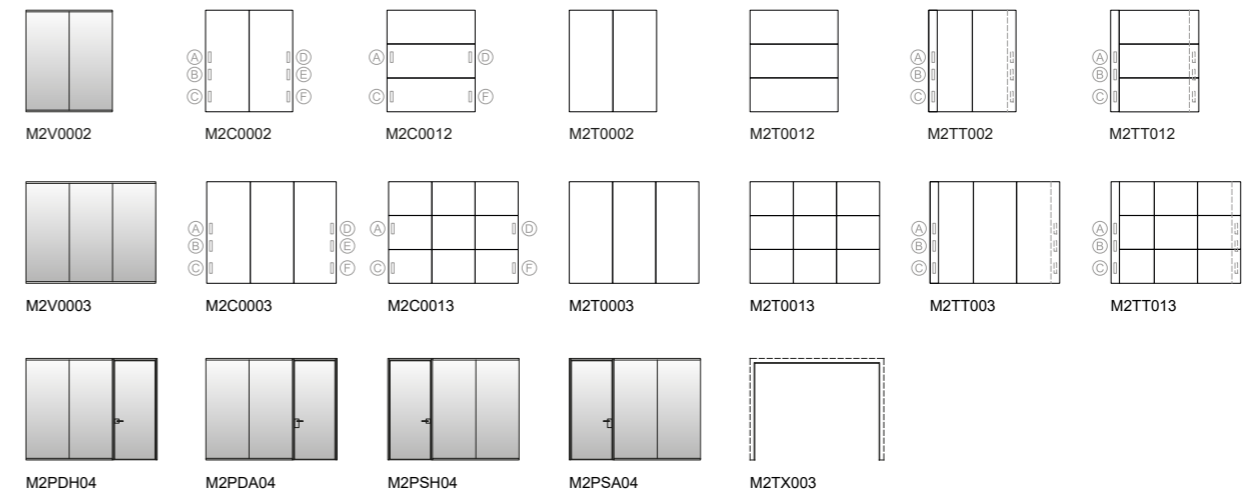 Ⓐ Ⓓ Ⓐ Ⓓ Ⓐ Ⓐ
Ⓑ Ⓔ Ⓑ Ⓑ
Ⓒ Ⓕ Ⓒ Ⓕ Ⓒ Ⓒ
M2V0002 M2C0002 M2C0012 M2T0002 M2T0012 M2TT002 M2TT012
Ⓐ Ⓓ Ⓐ Ⓓ Ⓐ Ⓐ
Ⓑ Ⓔ Ⓑ Ⓑ
Ⓒ Ⓕ Ⓒ Ⓕ Ⓒ Ⓒ
M2V0003 M2C0003 M2C0013 M2T0003 M2T0013 M2TT003 M2TT013
M2PDH04 M2PDA04 M2PSH04 M2PSA04 M2TX003